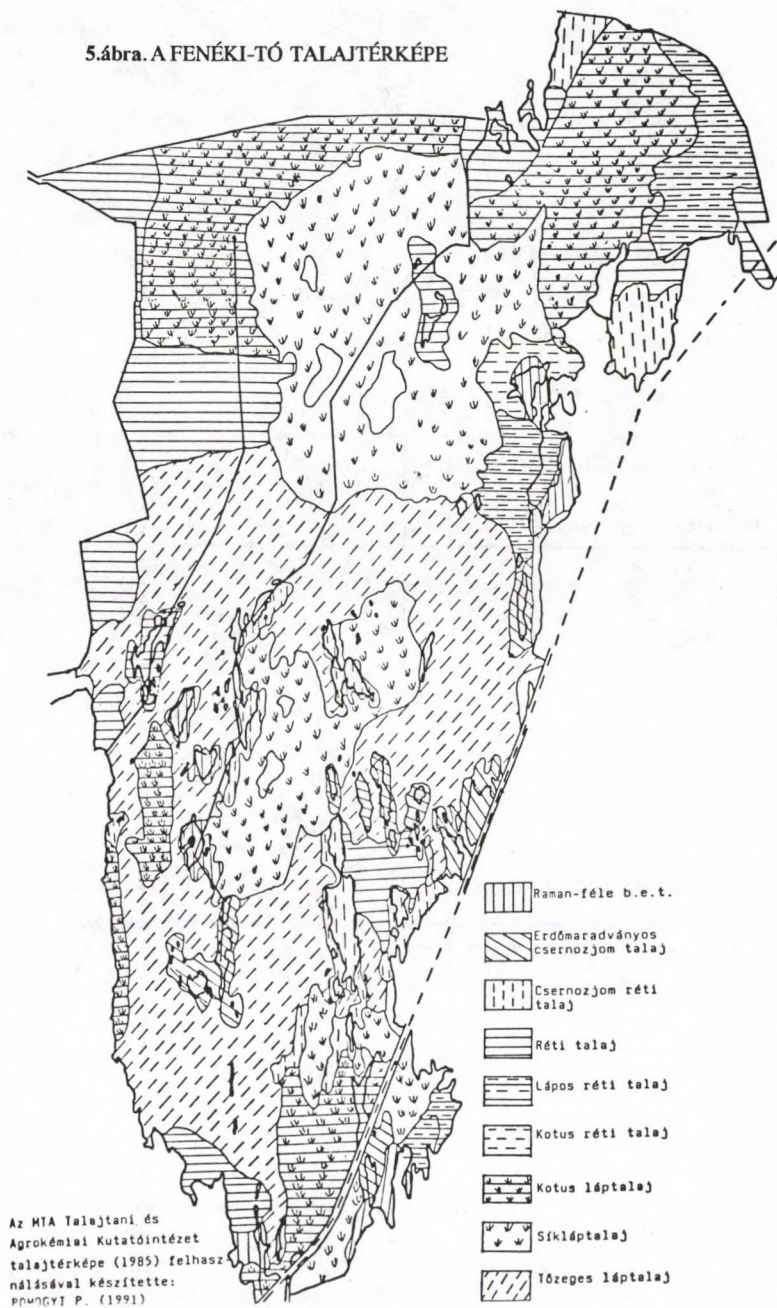 5.ábra. A FENÉKI-TÓ TALAJTÉRKÉPE
Raman-féle b.e.t.
Erdőmaradványos
csernozjom talaj
Csernozjom réti
talaj
Réti talaj
Lápos réti talaj
Kotus réti talaj
Kotus láptalaj
Síkláptalaj
Tőzeges láptalaj
Az MTA Talajtani és
Agrokémiai Kutatóintézet
talajtérképe (1985) felhasz-
nálásával készítette:
POMOGYI P. (1991)